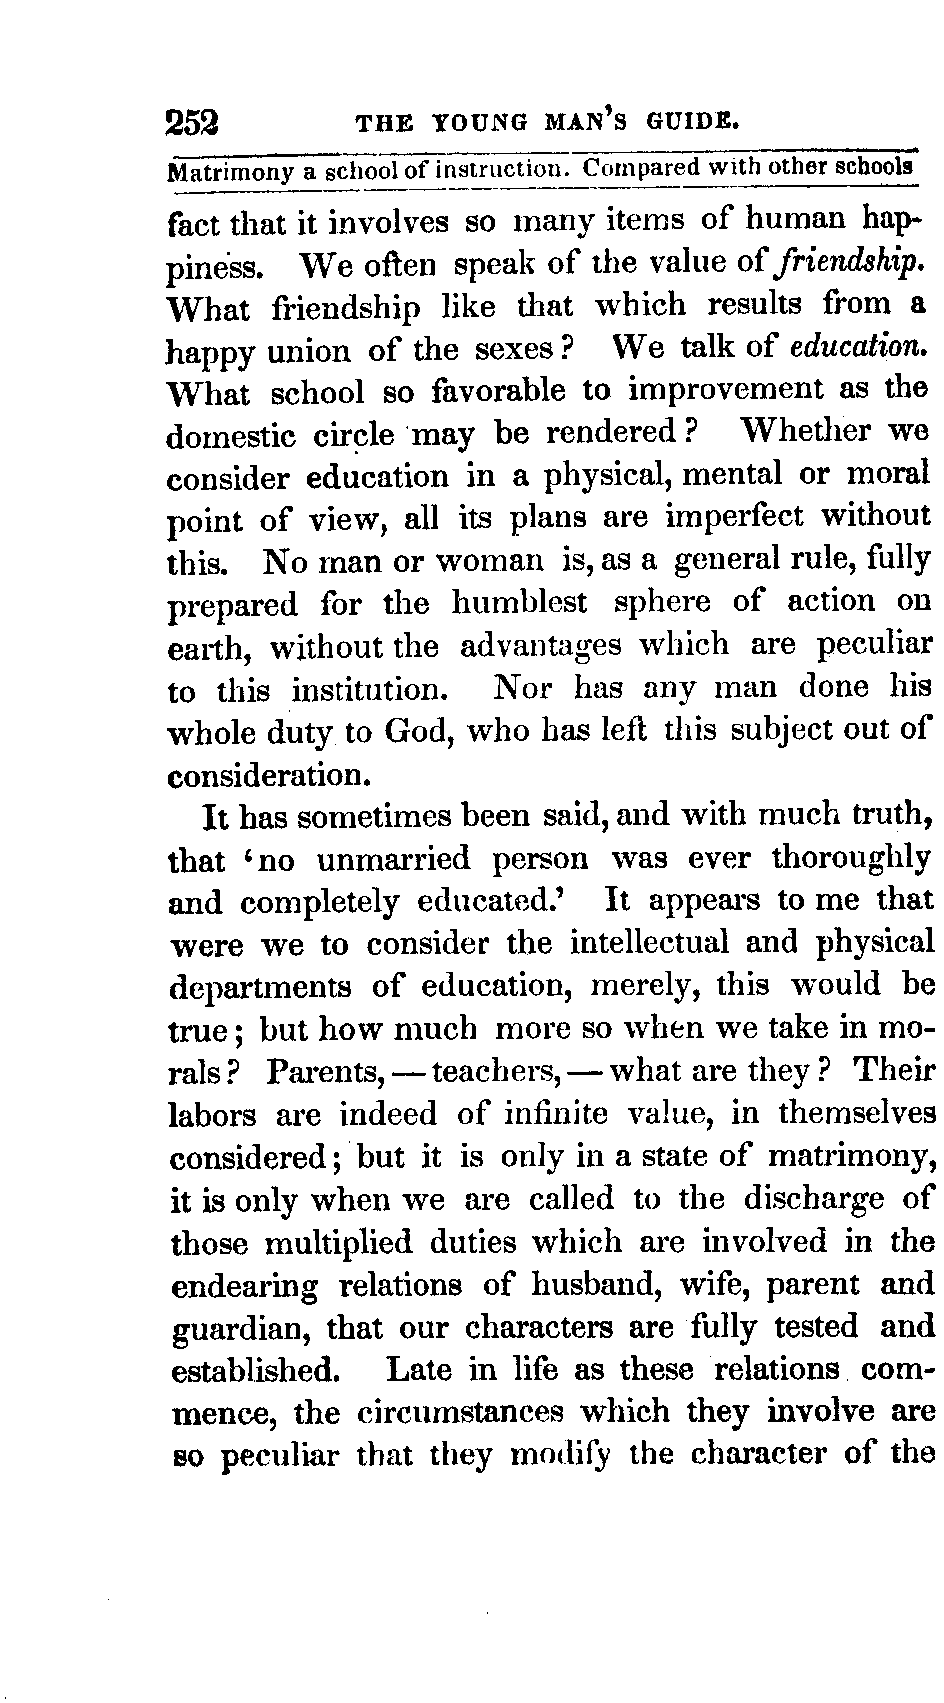 252 THE YOUNG MAN'S GUIDE.
Matrimony a school of instruction. Compared with other schools
fact that it involves so many items of human hap-
piness. We often speak of the value of friendship.
What friendship like that which results from a
happy union of the sexes? We talk of education.
What school so favorable to improvement as the
domestic circle may be rendered? Whether we
consider education in a physical, mental or moral
point of view, all its plans are imperfect without
this. No man or woman is, as a general rule, fully
prepared for the humblest sphere of action on
earth, without the advantages which are peculiar
to this institution. Nor has any man done his
whole duty to God, who has left this subject out of
consideration.
It has sometimes been said, and with much truth,
that 'no unmarried person was ever thoroughly
and completely educated.' It appears to me that
were we to consider the intellectual and physical
departments of education, merely, this would be
true; but how much more so when we take in mo-
rals? Parents, — teachers, — what are they? Their
labors are indeed of infinite value, in themselves
considered; but it is only in a state of matrimony,
it is only when we are called to the discharge of
those multiplied duties which are involved in the
endearing relations of husband, wife, parent and
guardian, that our characters are fully tested and
established. Late in life as these relations com-
mence, the circumstances which they involve are
so peculiar that they modify the character of the